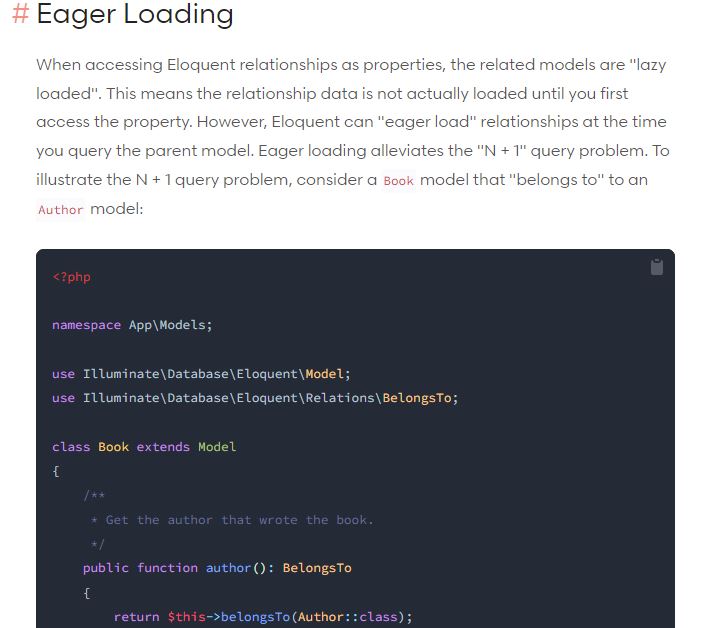 # Eager Loading
When accessing Eloquent relationships as properties, the related models are "lazy
loaded". This means the relationship data is not actually loaded until you first
access the property. However, Eloquent can "eager load" relationships at the time
you query the parent model. Eager loading alleviates the "N + 1" query problem. To
illustrate the N + 1 query problem, consider a Book model that "belongs to" to an
Author model:
<?php
namespace App\Models;
use Illuminate\Database\Eloquent\Model;
use Illuminate\Database\Eloquent\Relations\BelongsTo;
class Book extends Model
{
/**
* Get the author that wrote the book.
*/
public function author(): BelongsTo
{
return $this->belongsTo(Author::class);